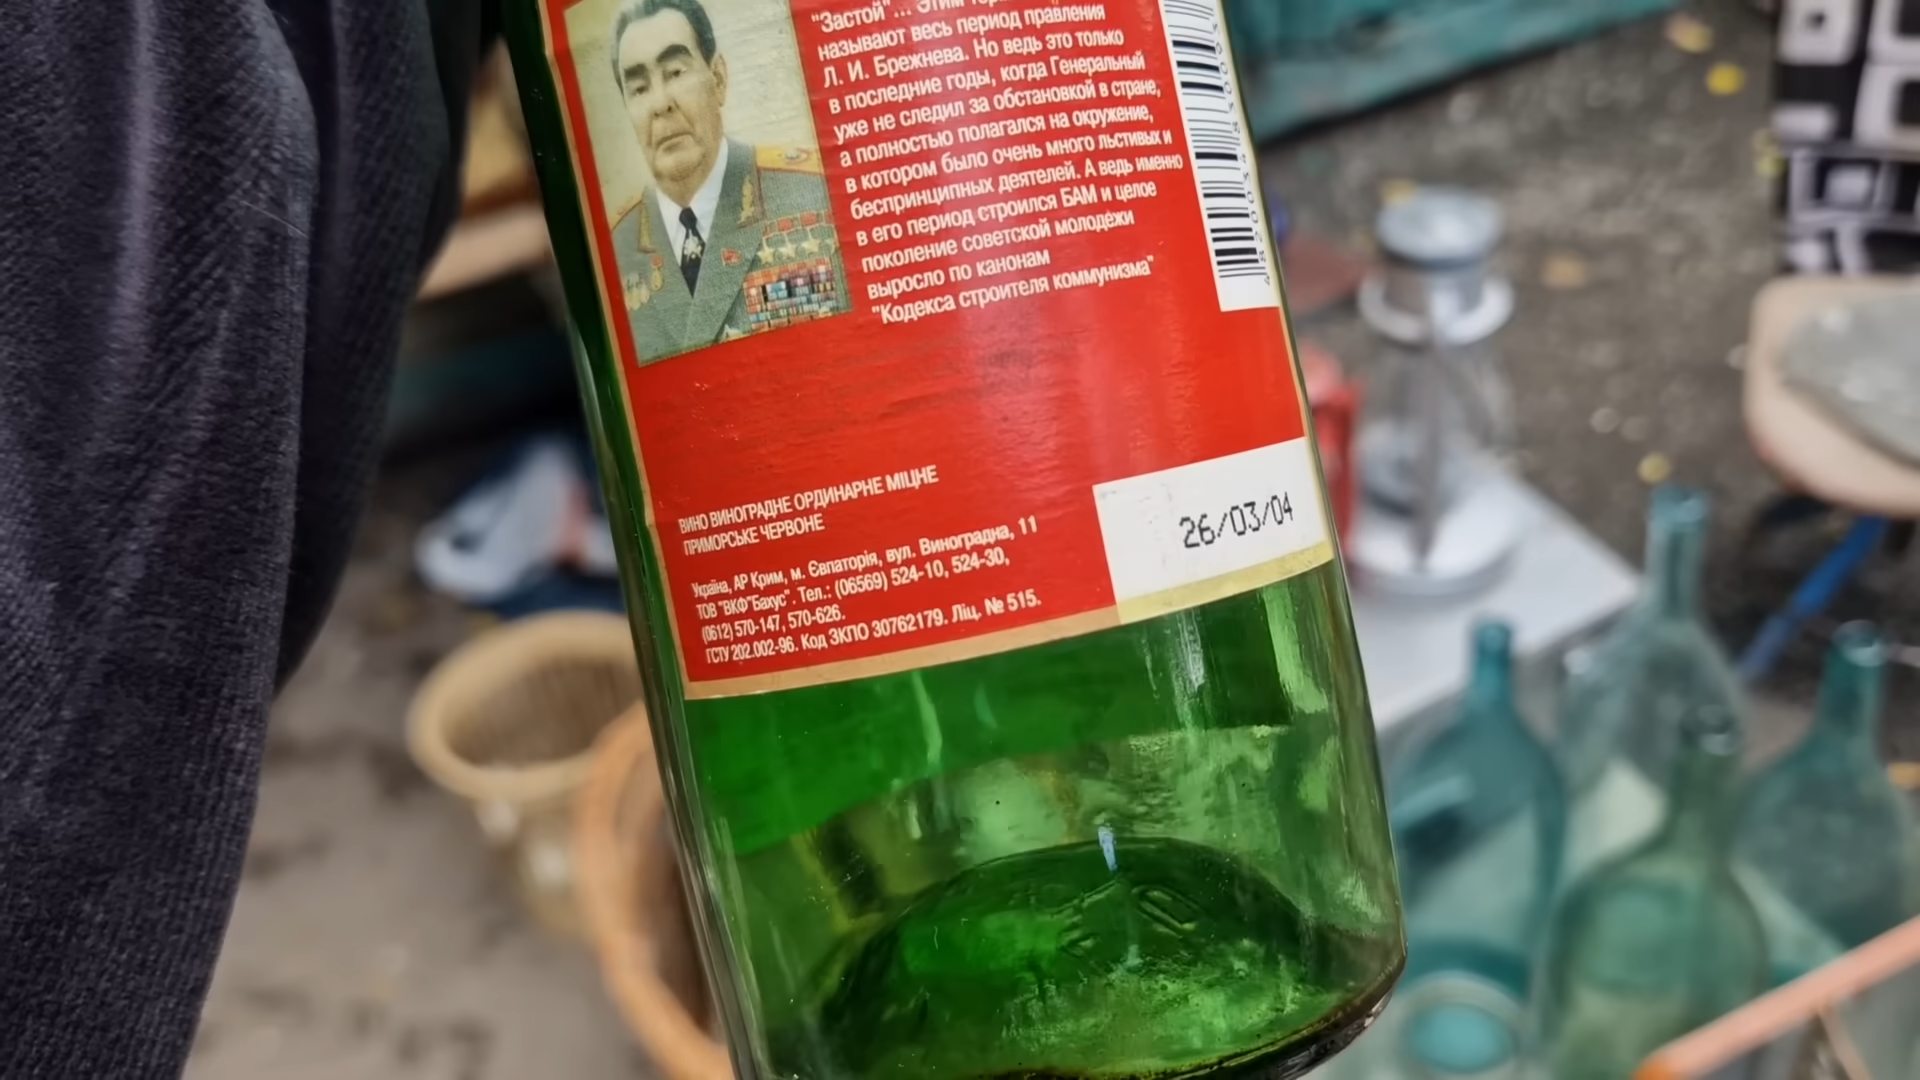 "Застой"... Этим
называют весь период правления
Л. И. Брежнева. Но ведь это только
в последние годы, когда Генеральный
уже не следил за обстановкой в стране,
а полностью полагался на окружение,
в котором было очень много льстивых и
беспринципных деятелей. А ведь именно
в его период строился БАМ и целое
поколение советской молодёжи
выросло по канонам
"Кодекса строителя коммунизма"
ВИНО ВИНОГРАДНЕ ОРДИНАРНЕ МІЦНЕ
ПРИМОРСЬКЕ ЧЕРВОНЕ
Україна, АР Крим, м. Євпаторія, вул. Виноградна, 11
ТОВ "ВКФ"Бахус". Тел.: (06569) 524-10, 524-30,
(0612) 570-147, 570-626.
ГСТУ 202.002-96. Код ЗКПО 30762179. Ліц. № 515.
26/03/04